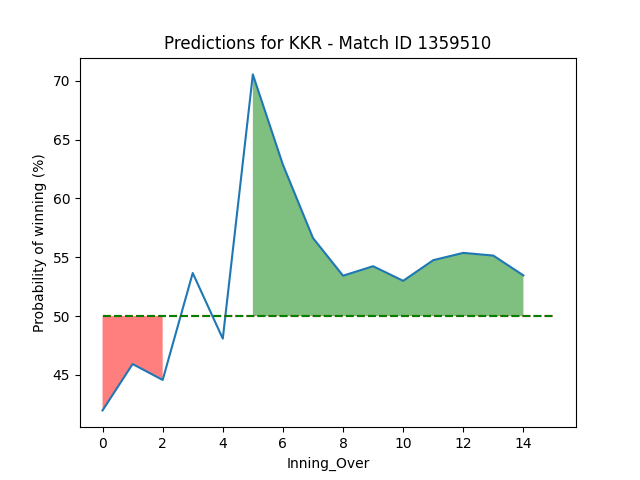 Predictions for KKR - Match ID 1359510
Probability of winning (%)
70
65
60
55
50
45
0 2 4 6 8 10 12 14
Inning_Over